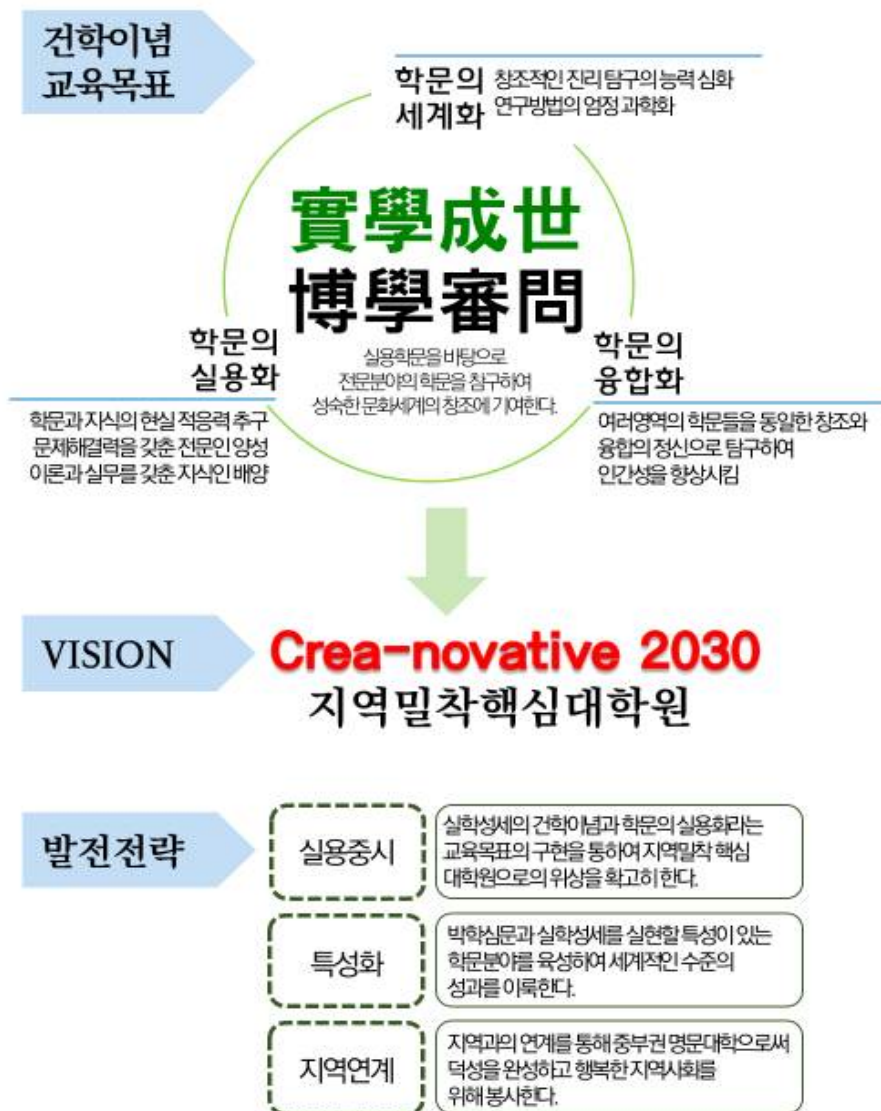 건학이념
교육목표
학문의
세계화
창조적인 진리 탐구의 능력 심화
연구방법의 엄정 과학화
實學成世
博學審問
실용학문을 바탕으로
전문분야의 학문을 참구하여
성숙한 문화세계의 창조에 기여한다.
학문의
실용화
학문과 지식의 현실 적응력 추구
문제해결력을 갖춘 전문인 양성
이론과 실무를 갖춘 지식인 배양
학문의
융합화
여러영역의 학문들을 동일한 창조와
융합의 정신으로 탐구하여
인간성을 향상시킴
VISION
Crea-novative 2030
지역밀착핵심대학원
발전전략
실용중시
실학성세의 건학이념과 학문의 실용화라는
교육목표의 구현을 통하여 지역밀착 핵심
대학원으로의 위상을 확고히 한다.
특성화
박학심문과 실학성세를 실현할 특성이 있는
학문분야를 육성하여 세계적인 수준의
성과를 이룩한다.
지역연계
지역과의 연계를 통해 중부권 명문대학으로써
덕성을 완성하고 행복한 지역사회를
위해 봉사한다.